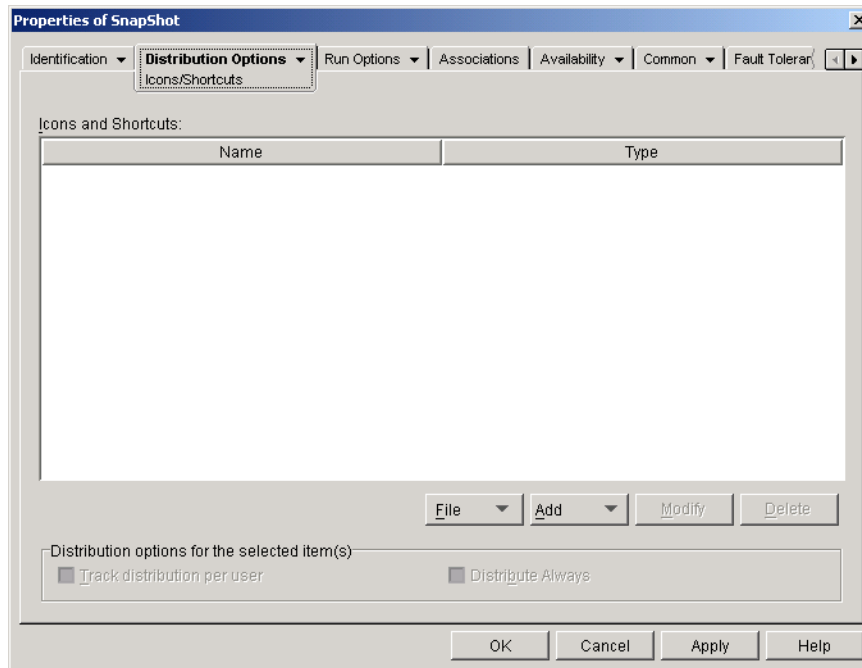 Properties of SnapShot
Identification Distribution Options Run Options Associations Availability Common Fault Toleran
Icons/Shortcuts
Icons and Shortcuts:
Name Type
File Add Modify Delete
Distribution options for the selected item(s)
Track distribution per user Distribute Always
OK Cancel Apply Help